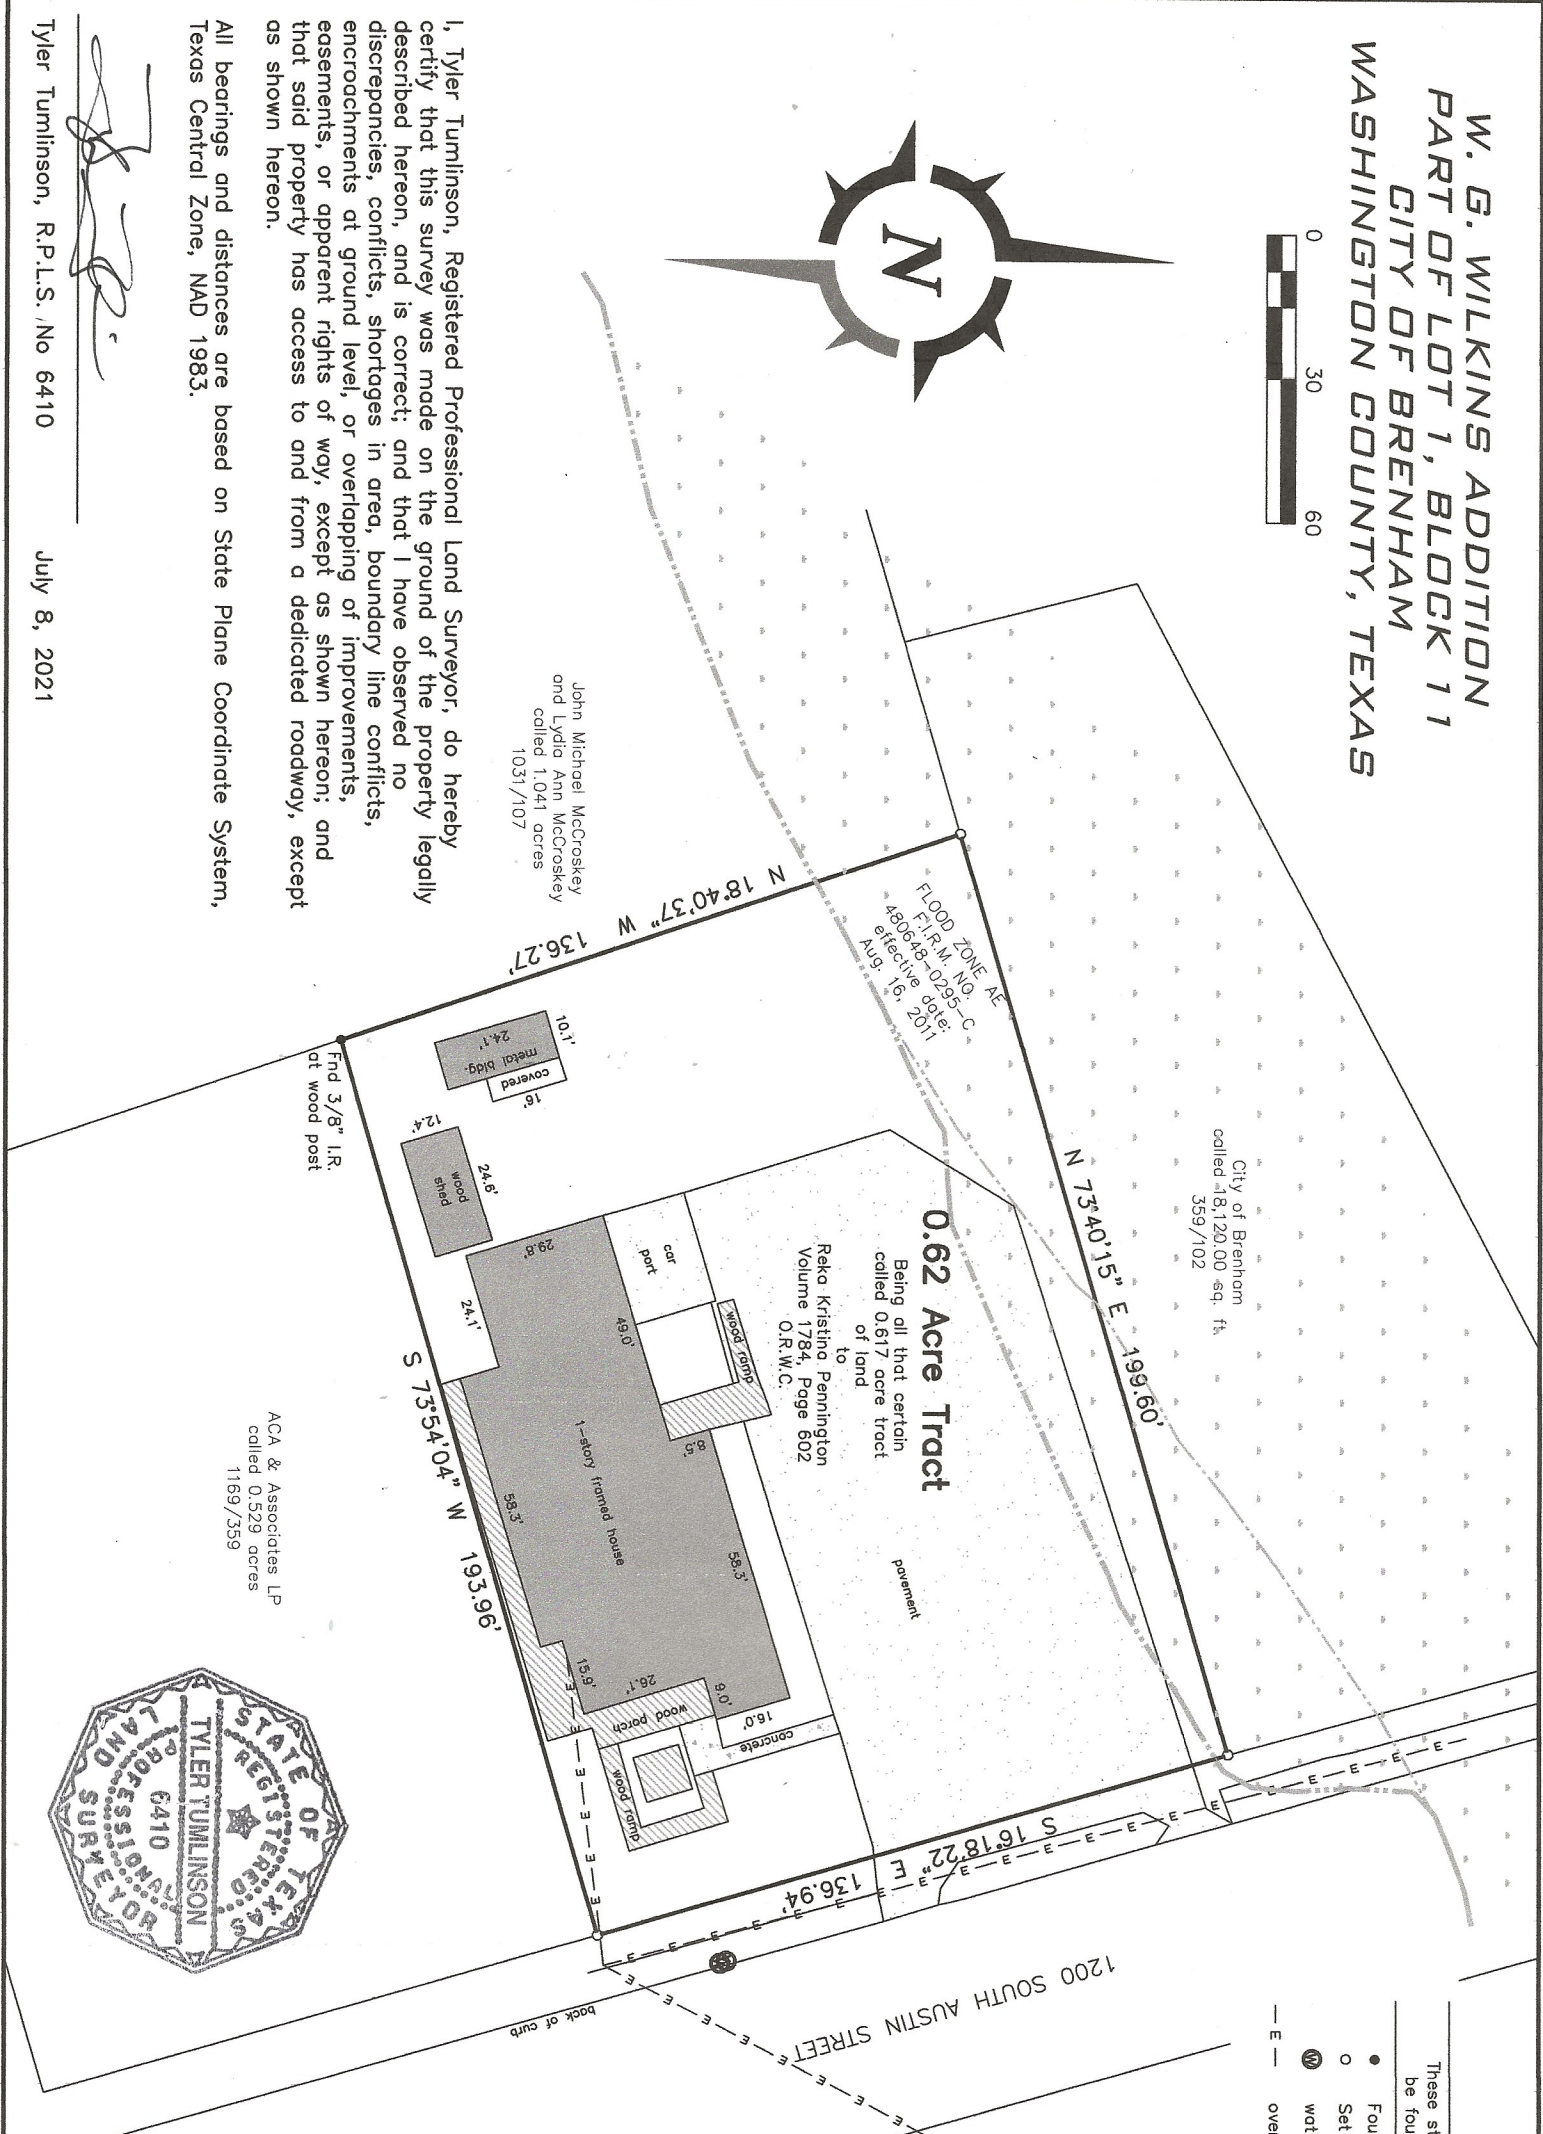 W. G. WILKINS ADDITION
PART OF LOT 1, BLOCK 11
CITY OF BRENHAM
WASHINGTON COUNTY, TEXAS
0 30 60
N
I, Tyler Tumlinson, Registered Professional Land Surveyor, do hereby
certify that this survey was made on the ground of the property legally
described hereon, and is correct; and that I have observed no
discrepancies, conflicts, shortages in area, boundary line conflicts,
encroachments at ground level, or overlapping of improvements,
easements, or apparent rights of way, except as shown hereon; and
that said property has access to and from a dedicated roadway, except
as shown hereon.
All bearings and distances are based on State Plane Coordinate System,
Texas Central Zone, NAD 1983.
Tyler Tumlinson, R.P.L.S. No 6410
July 8, 2021
John Michael McCroskey
and Lydia Ann McCroskey
called 1.041 acres
1031/107
N 18°40'37" W 136.27'
FLOOD ZONE AE
F.I.R.M. NO.
480648-0295-C
effective date:
Aug. 16, 2011
City of Brenham
called 18,120.00 sq. ft.
359/102
N 73°40'15" E 199.60'
0.62 Acre Tract
Being all that certain
called 0.617 acre tract
of land
to
Reka Kristina Pennington
Volume 1784, Page 602
O.R.W.C.
pavement
Fnd 3/8" I.R.
at wood post
10.1'
24.1'
metal bldg.
covered
16'
12.4'
24.6'
wood
shed
29.8'
24.1'
car
port
49.0'
wood ramp
8.5'
1-story framed house
58.3'
58.3'
15.9'
26.1'
9.0'
16.0'
wood porch
concrete
wood ramp
S 73°54'04" W 193.96'
S 16°18'22" E 136.94'
ACA & Associates LP
called 0.529 acres
1169/359
1200 SOUTH AUSTIN STREET
back of curb
E E E E E E E E E E E
STATE OF TEXAS
REGISTERED
TYLER TUMLINSON
6410
PROFESSIONAL
LAND SURVEYOR
These st
be fou
Fou
Set
W wat
— E — over